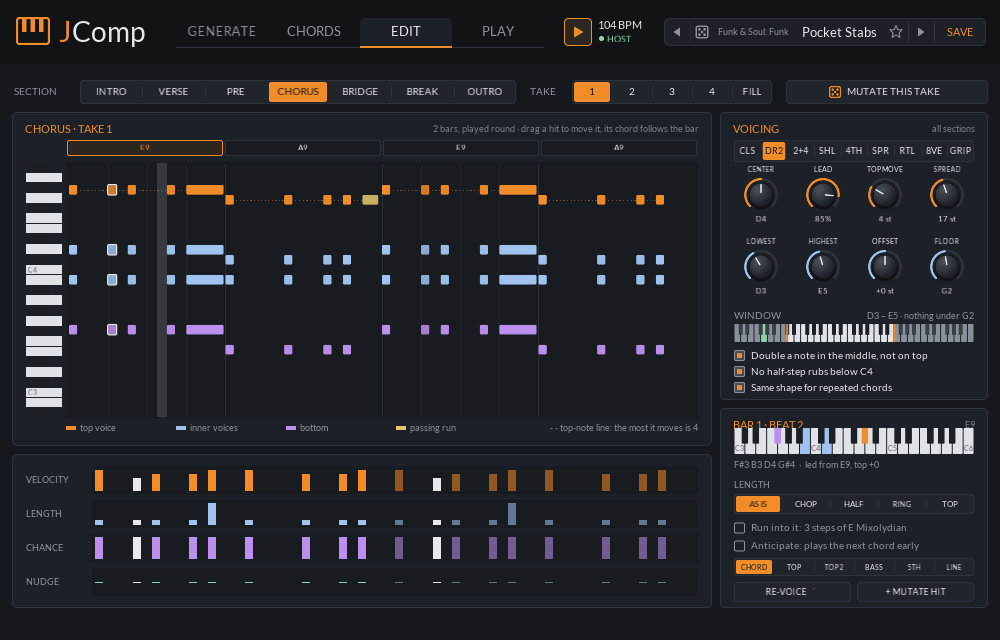 JComp
GENERATE CHORDS EDIT PLAY
104 BPM
HOST
Funk & Soul: Funk Pocket Stabs SAVE
SECTION INTRO VERSE PRE CHORUS BRIDGE BREAK OUTRO TAKE 1 2 3 4 FILL MUTATE THIS TAKE
CHORUS · TAKE 1
2 bars, played round · drag a hit to move it, its chord follows the bar
E9 A9 E9 A9
C4
C3
top voice inner voices bottom passing run - - top-note line: the most it moves is 4
VELOCITY
LENGTH
CHANCE
NUDGE
VOICING all sections
CLS DR2 2+4 SHL 4TH SPR RTL 8VE GRIP
CENTER LEAD TOPMOVE SPREAD
D4 85% 4 st 17 st
LOWEST HIGHEST OFFSET FLOOR
D3 E5 +0 st G2
WINDOW D3 – E5 · nothing under G2
Double a note in the middle, not on top
No half-step rubs below C4
Same shape for repeated chords
BAR 1 · BEAT 2 E9
C3 C4 C5 C6
F#3 B3 D4 G#4 · led from E9, top +0
LENGTH
AS IS CHOP HALF RING TOP
Run into it: 3 steps of E Mixolydian
Anticipate: plays the next chord early
CHORD TOP TOP2 BASS 5TH LINE
RE-VOICE + MUTATE HIT